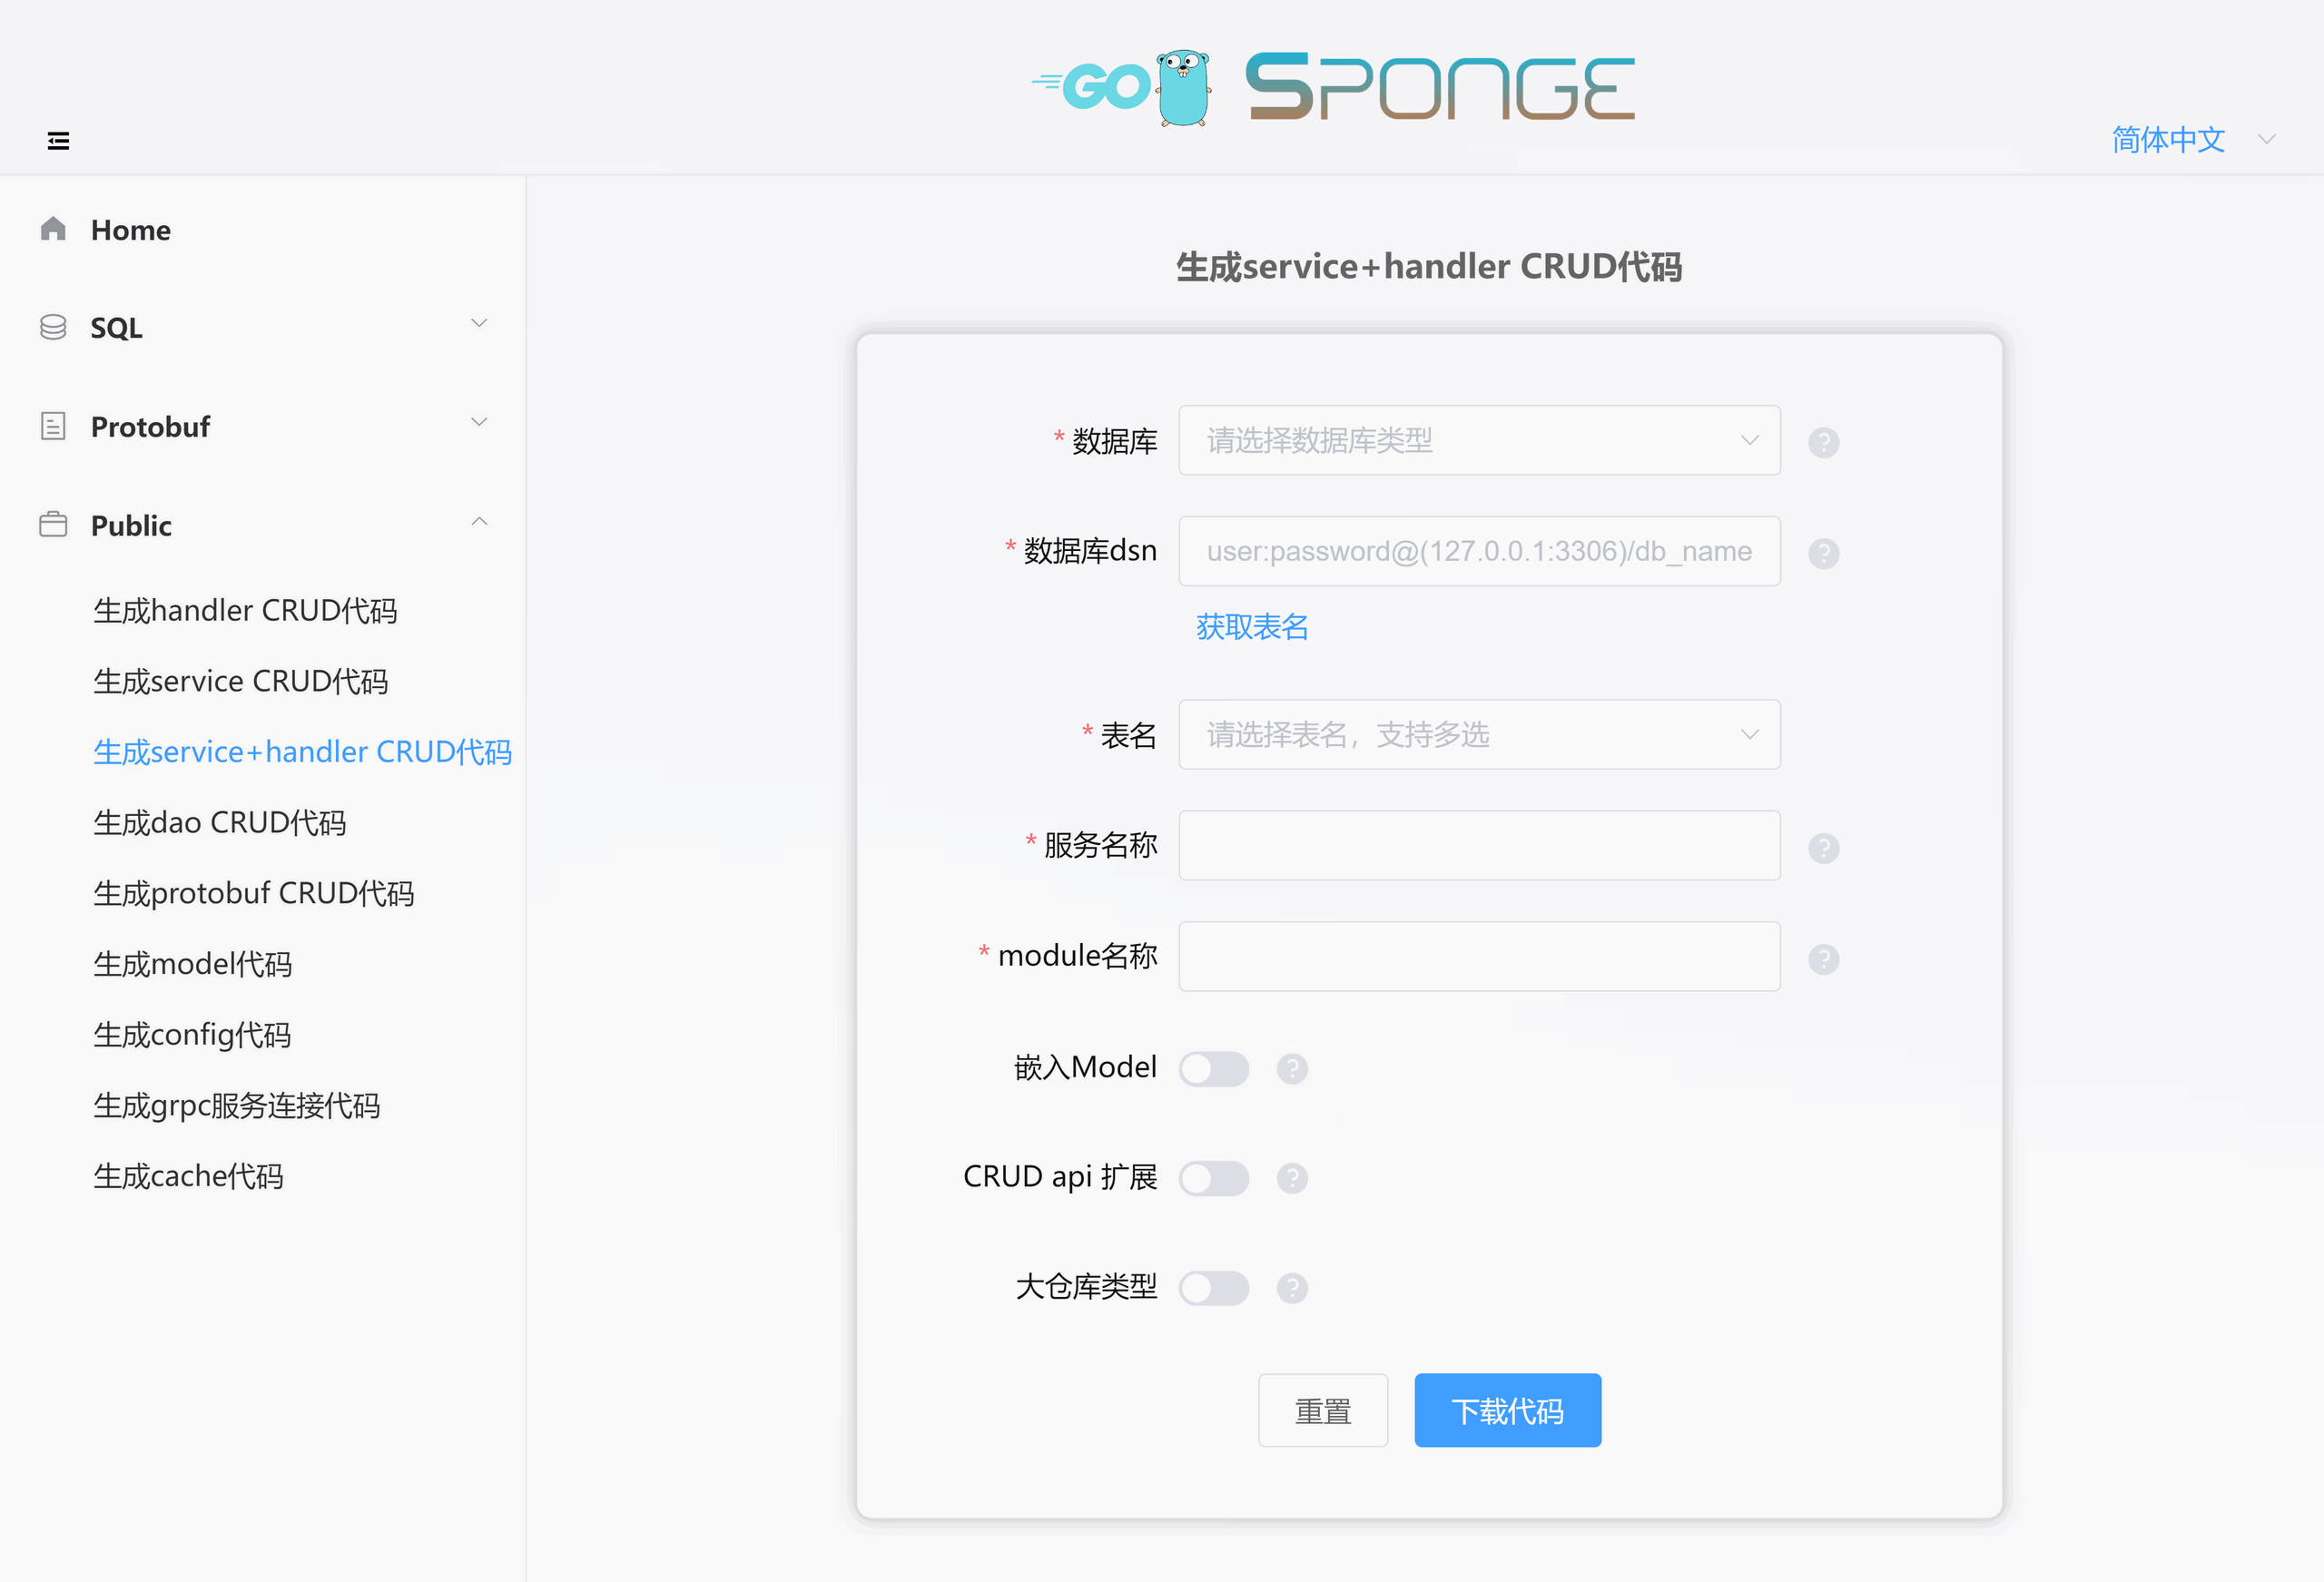 GO SPONGE
简体中文
Home
SQL
Protobuf
Public
生成handler CRUD代码
生成service CRUD代码
生成service+handler CRUD代码
生成dao CRUD代码
生成protobuf CRUD代码
生成model代码
生成config代码
生成grpc服务连接代码
生成cache代码
生成service+handler CRUD代码
* 数据库 请选择数据库类型 ?
* 数据库dsn user:password@(127.0.0.1:3306)/db_name ?
获取表名
* 表名 请选择表名，支持多选
* 服务名称 ?
* module名称 ?
嵌入Model ?
CRUD api 扩展 ?
大仓库类型 ?
重置 下载代码